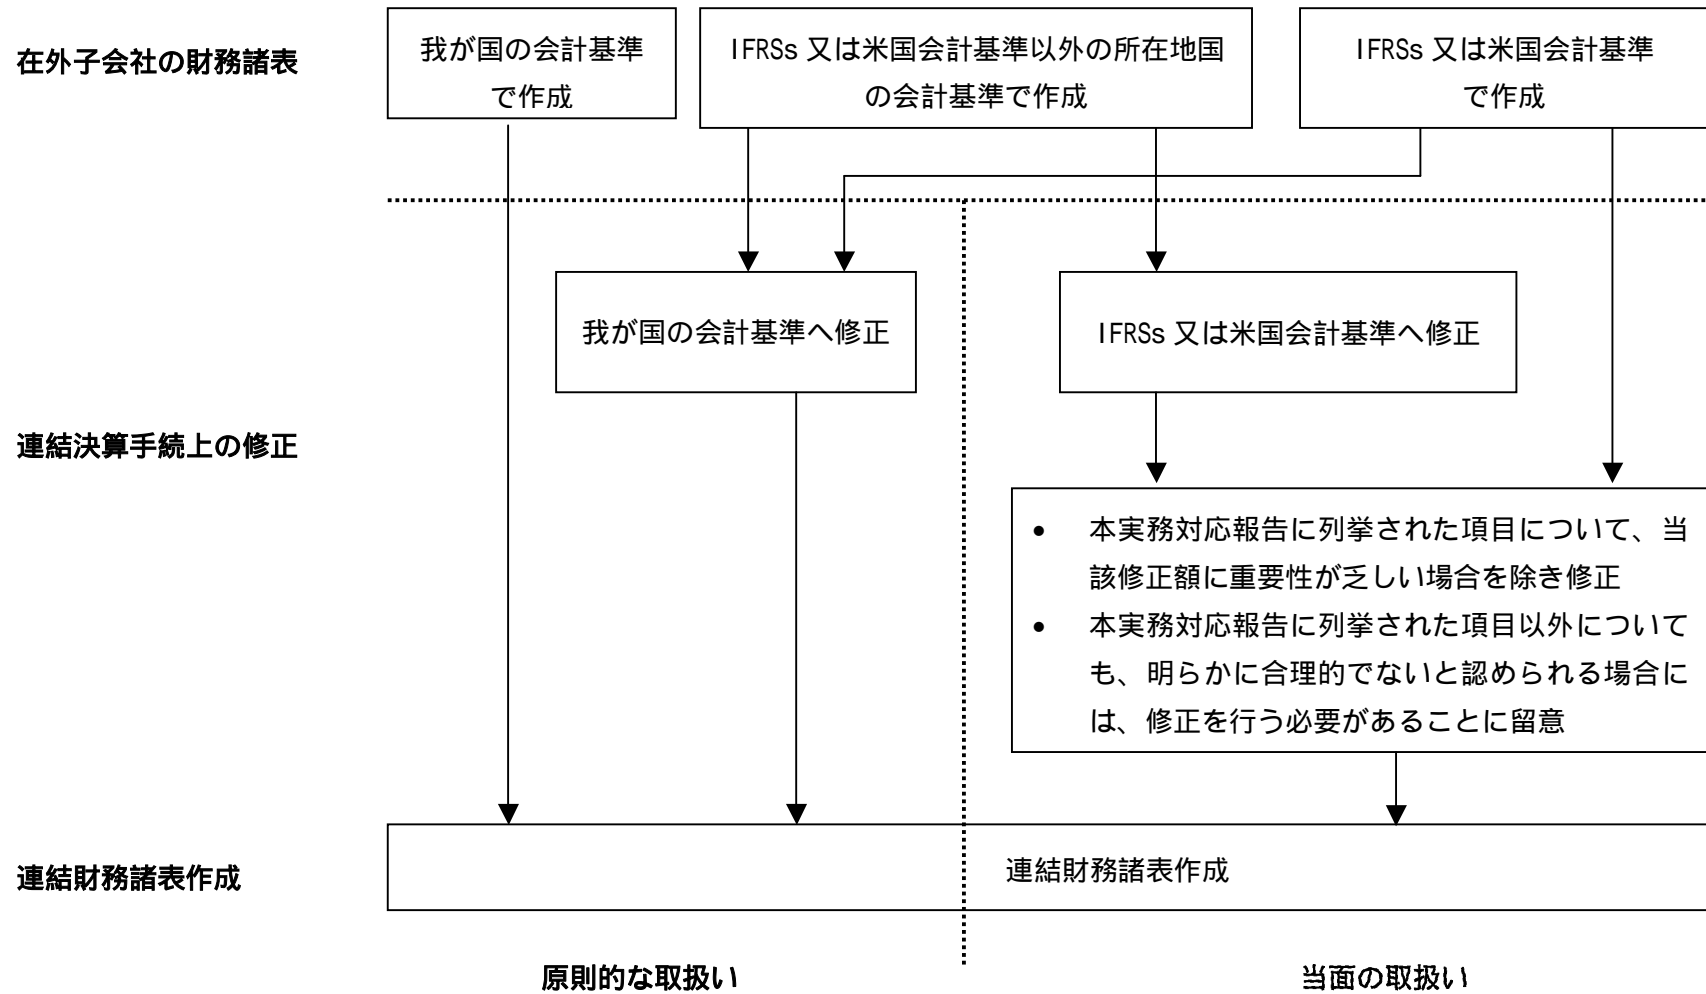 在外子会社の財務諸表
我が国の会計基準
で作成
IFRSs 又は米国会計基準以外の所在地国
の会計基準で作成
IFRSs 又は米国会計基準
で作成
我が国の会計基準へ修正
IFRSs 又は米国会計基準へ修正
連結決算手続上の修正
• 本実務対応報告に列挙された項目について、当
該修正額に重要性が乏しい場合を除き修正
• 本実務対応報告に列挙された項目以外について
も、明らかに合理的でないと認められる場合に
は、修正を行う必要があることに留意
連結財務諸表作成
連結財務諸表作成
原則的な取扱い
当面の取扱い